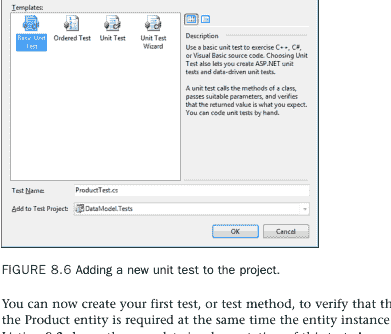 Templates:
Basic Unit Test
Ordered Test
Unit Test
Unit Test Wizard
Description
Use a basic unit test to exercise C++, C#,
or Visual Basic source code. Choosing Unit
Test also lets you create ASP.NET unit
tests and data-driven unit tests.
A unit test calls the methods of a class,
passes suitable parameters, and verifies
that the returned value is what you expect.
You can code unit tests by hand.
Test Name: ProductTest.cs
Add to Test Project: DataModel.Tests
OK Cancel
FIGURE 8.6 Adding a new unit test to the project.
You can now create your first test, or test method, to verify that th
the Product entity is required at the same time the entity instance